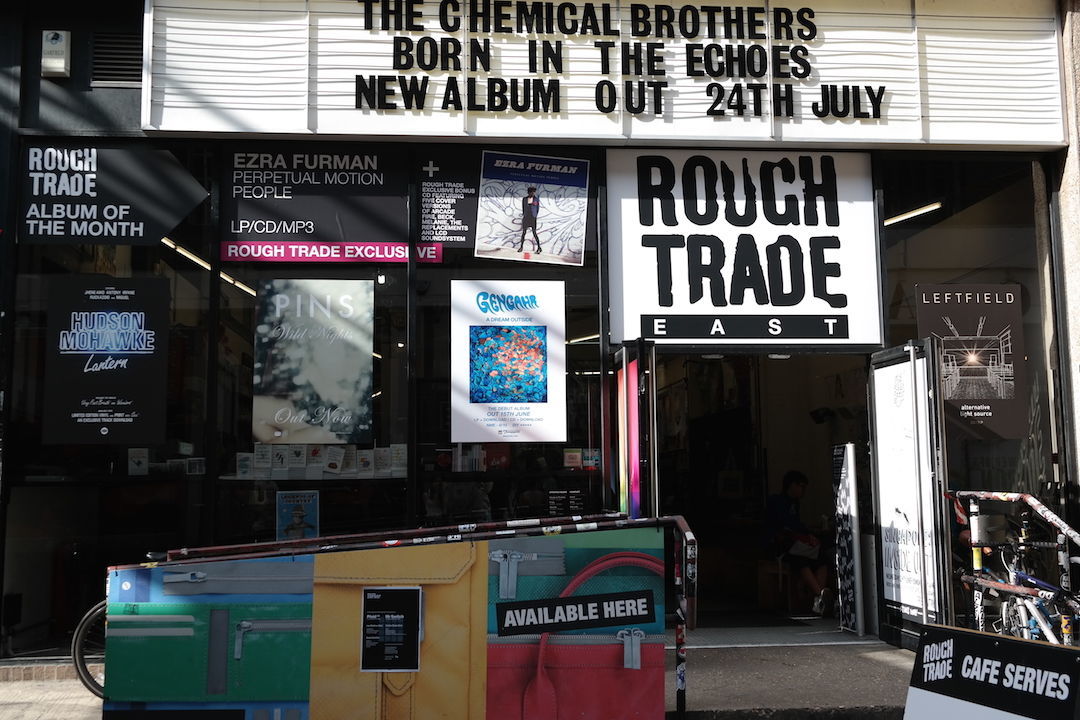 THE CHEMICAL BROTHERS
BORN IN THE ECHOES
NEW ALBUM OUT 24TH JULY
ROUGH
TRADE
ALBUM OF
THE MONTH
EZRA FURMAN
PERPETUAL MOTION
PEOPLE
LP/CD/MP3
ROUGH TRADE EXCLUSIVE
+
ROUGH TRADE
EXCLUSIVE BONUS
CD FEATURING
FIVE COVER
VERSIONS
OF ARCADE
FIRE, BECK,
MELANIE, THE
REPLACEMENTS
AND LCD
SOUNDSYSTEM
EZRA FURMAN
PERPETUAL MOTION PEOPLE
ROUGH
TRADE
EAST
HUDSON
MOHAWKE
Lantern
PINS
Wild Nights
Out Now
GENGAHR
A DREAM OUTSIDE
THE DEBUT ALBUM
OUT 15TH JUNE
LEFTFIELD
alternative
light source
AVAILABLE HERE
ROUGH
TRADE
CAFE SERVES